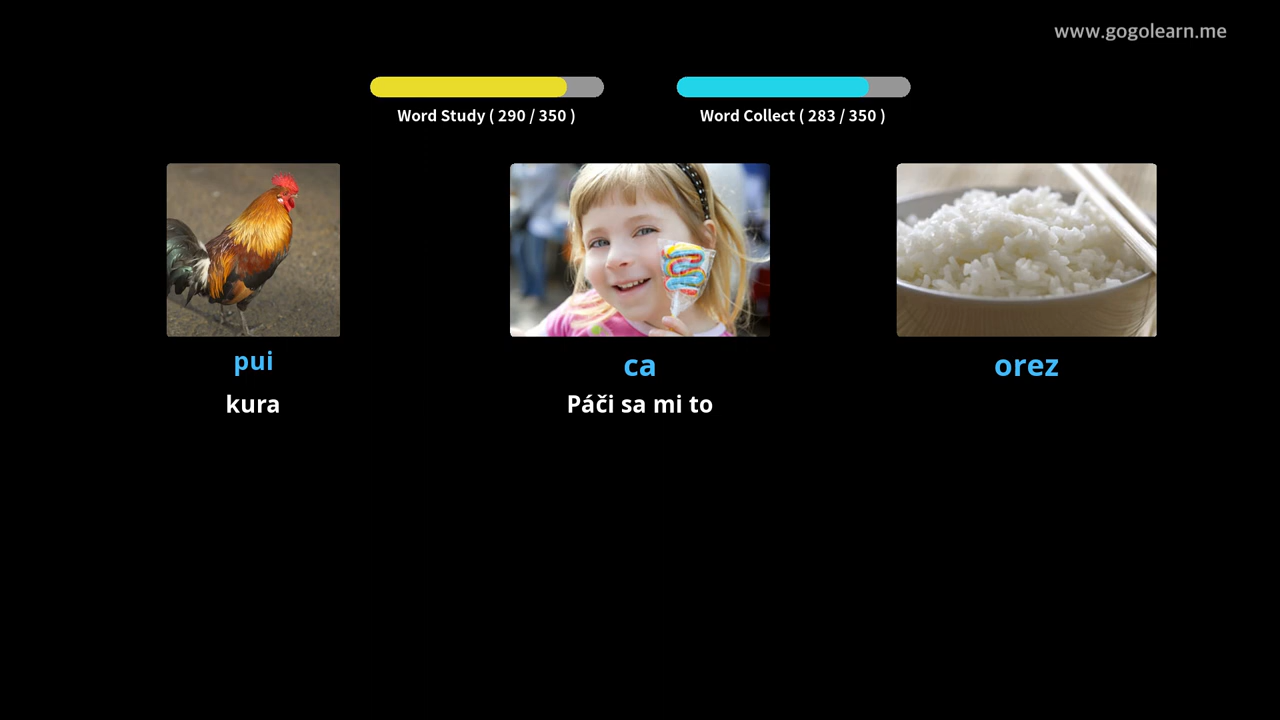 www.gogolearn.me
Word Study ( 290 / 350 )
Word Collect ( 283 / 350 )
pui
ca
orez
kura
Páči sa mi to